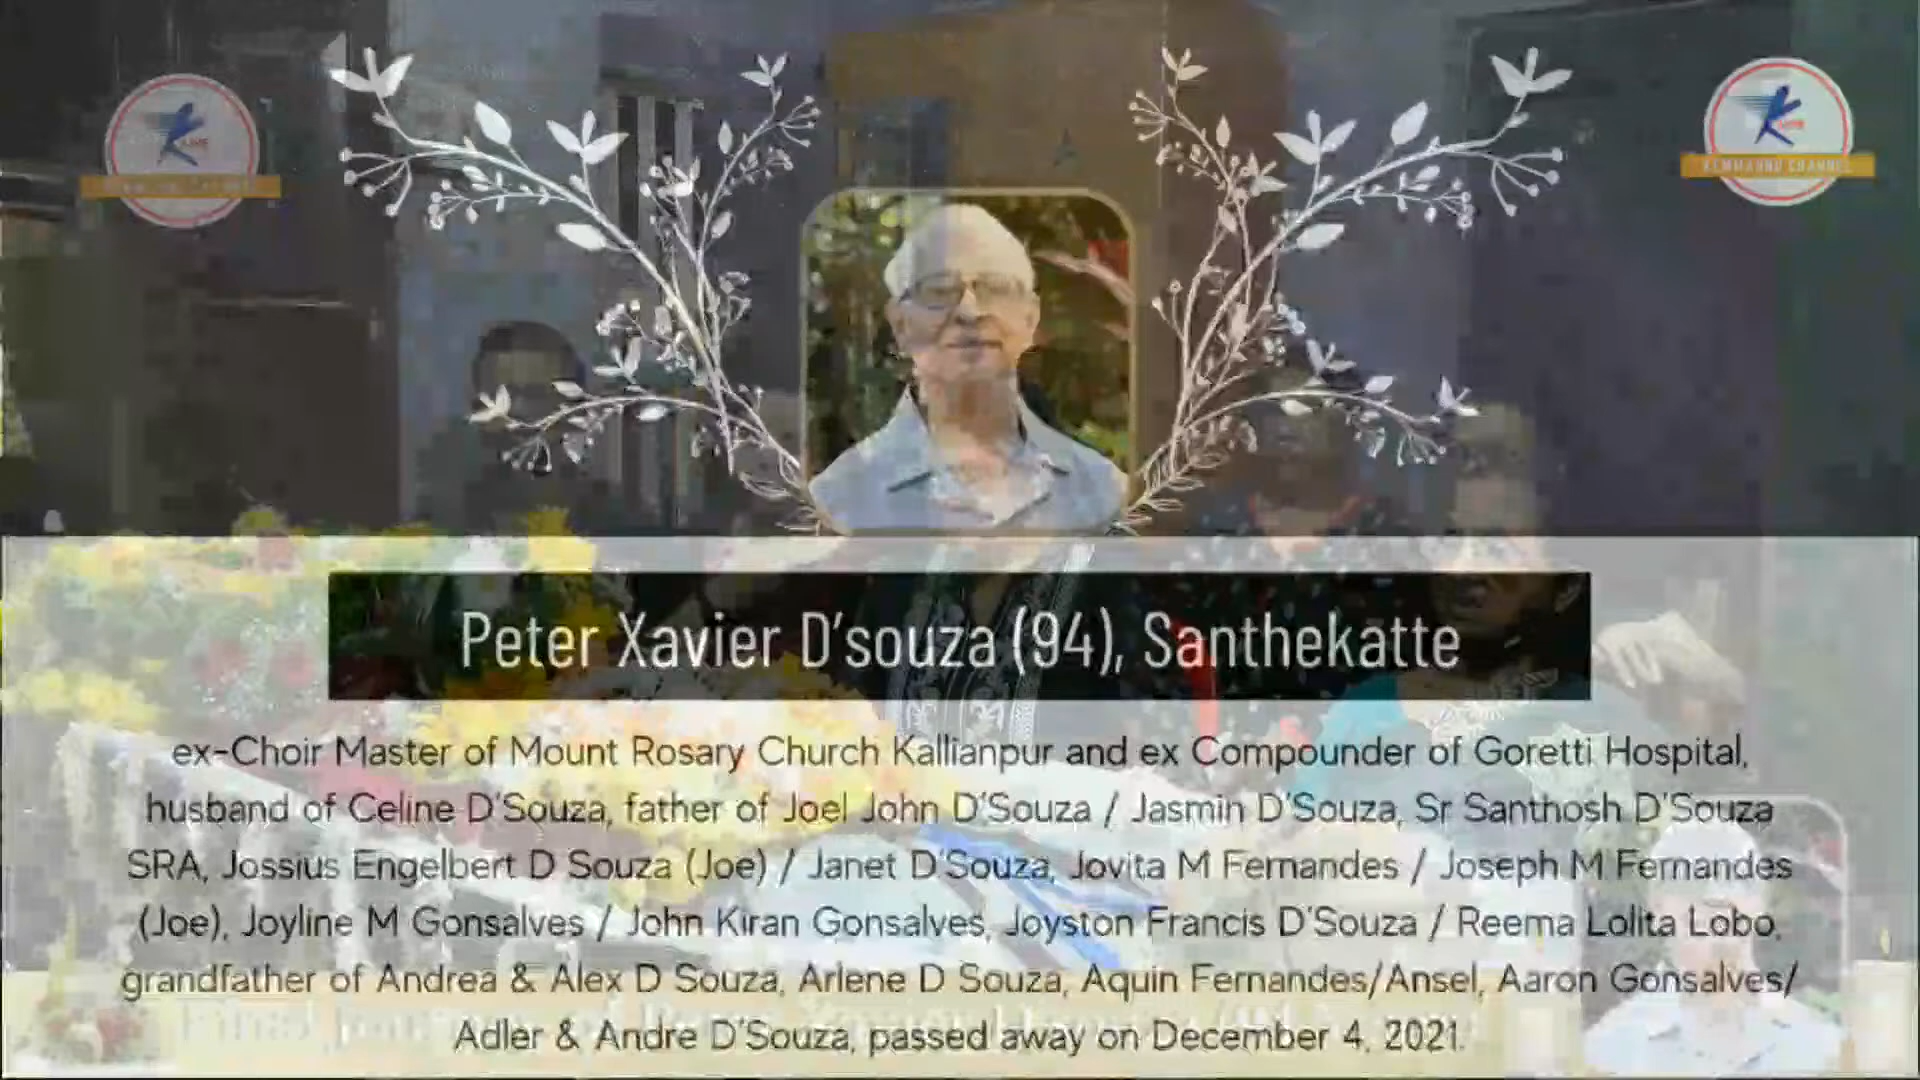 KEMMANNU CHANNEL
Peter Xavier D'souza (94), Santhekatte
ex-Choir Master of Mount Rosary Church Kallianpur and ex Compounder of Goretti Hospital,
husband of Celine D'Souza, father of Joel John D'Souza / Jasmin D'Souza, Sr Santhosh D'Souza
SRA, Jossius Engelbert D Souza (Joe) / Janet D'Souza, Jovita M Fernandes / Joseph M Fernandes
(Joe), Joyline M Gonsalves / John Kiran Gonsalves, Joyston Francis D'Souza / Reema Lolita Lobo,
grandfather of Andrea & Alex D Souza, Arlene D Souza, Aquin Fernandes/Ansel, Aaron Gonsalves/
Adler & Andre D'Souza, passed away on December 4, 2021.